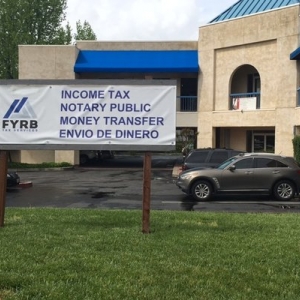 FYRB
TAX SERVICES
INCOME TAX
NOTARY PUBLIC
MONEY TRANSFER
ENVIO DE DINERO